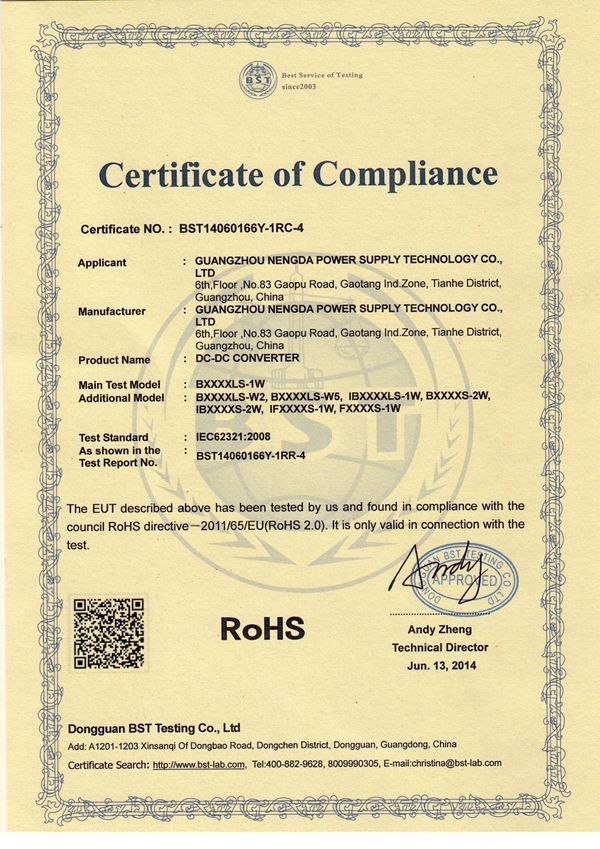 BST
Best Service of Testing
since2003
Certificate of Compliance
Certificate NO. : BST14060166Y-1RC-4
Applicant : GUANGZHOU NENGDA POWER SUPPLY TECHNOLOGY CO.,
LTD
6th,Floor ,No.83 Gaopu Road, Gaotang Ind.Zone, Tianhe District,
Guangzhou, China
Manufacturer : GUANGZHOU NENGDA POWER SUPPLY TECHNOLOGY CO.,
LTD
6th,Floor ,No.83 Gaopu Road, Gaotang Ind.Zone, Tianhe District,
Guangzhou, China
Product Name : DC-DC CONVERTER
Main Test Model : BXXXXLS-1W
Additional Model : BXXXXLS-W2, BXXXXLS-W5, IBXXXXLS-1W, BXXXXS-2W,
IBXXXXS-2W, IFXXXXS-1W, FXXXXS-1W
Test Standard : IEC62321:2008
As shown in the : BST14060166Y-1RR-4
Test Report No.
BST
The EUT described above has been tested by us and found in compliance with the
council RoHS directive－2011/65/EU(RoHS 2.0). It is only valid in connection with the
test.
Andy
DONGGUAN BST TESTING CO.,LTD
APPROVED
RoHS
Andy Zheng
Technical Director
Jun. 13, 2014
Dongguan BST Testing Co., Ltd
Add: A1201-1203 Xinsanqi Of Dongbao Road, Dongchen District, Dongguan, Guangdong, China
Certificate Search: http://www.bst-lab.com, Tel:400-882-9628, 8009990305, E-mail:christina@bst-lab.com